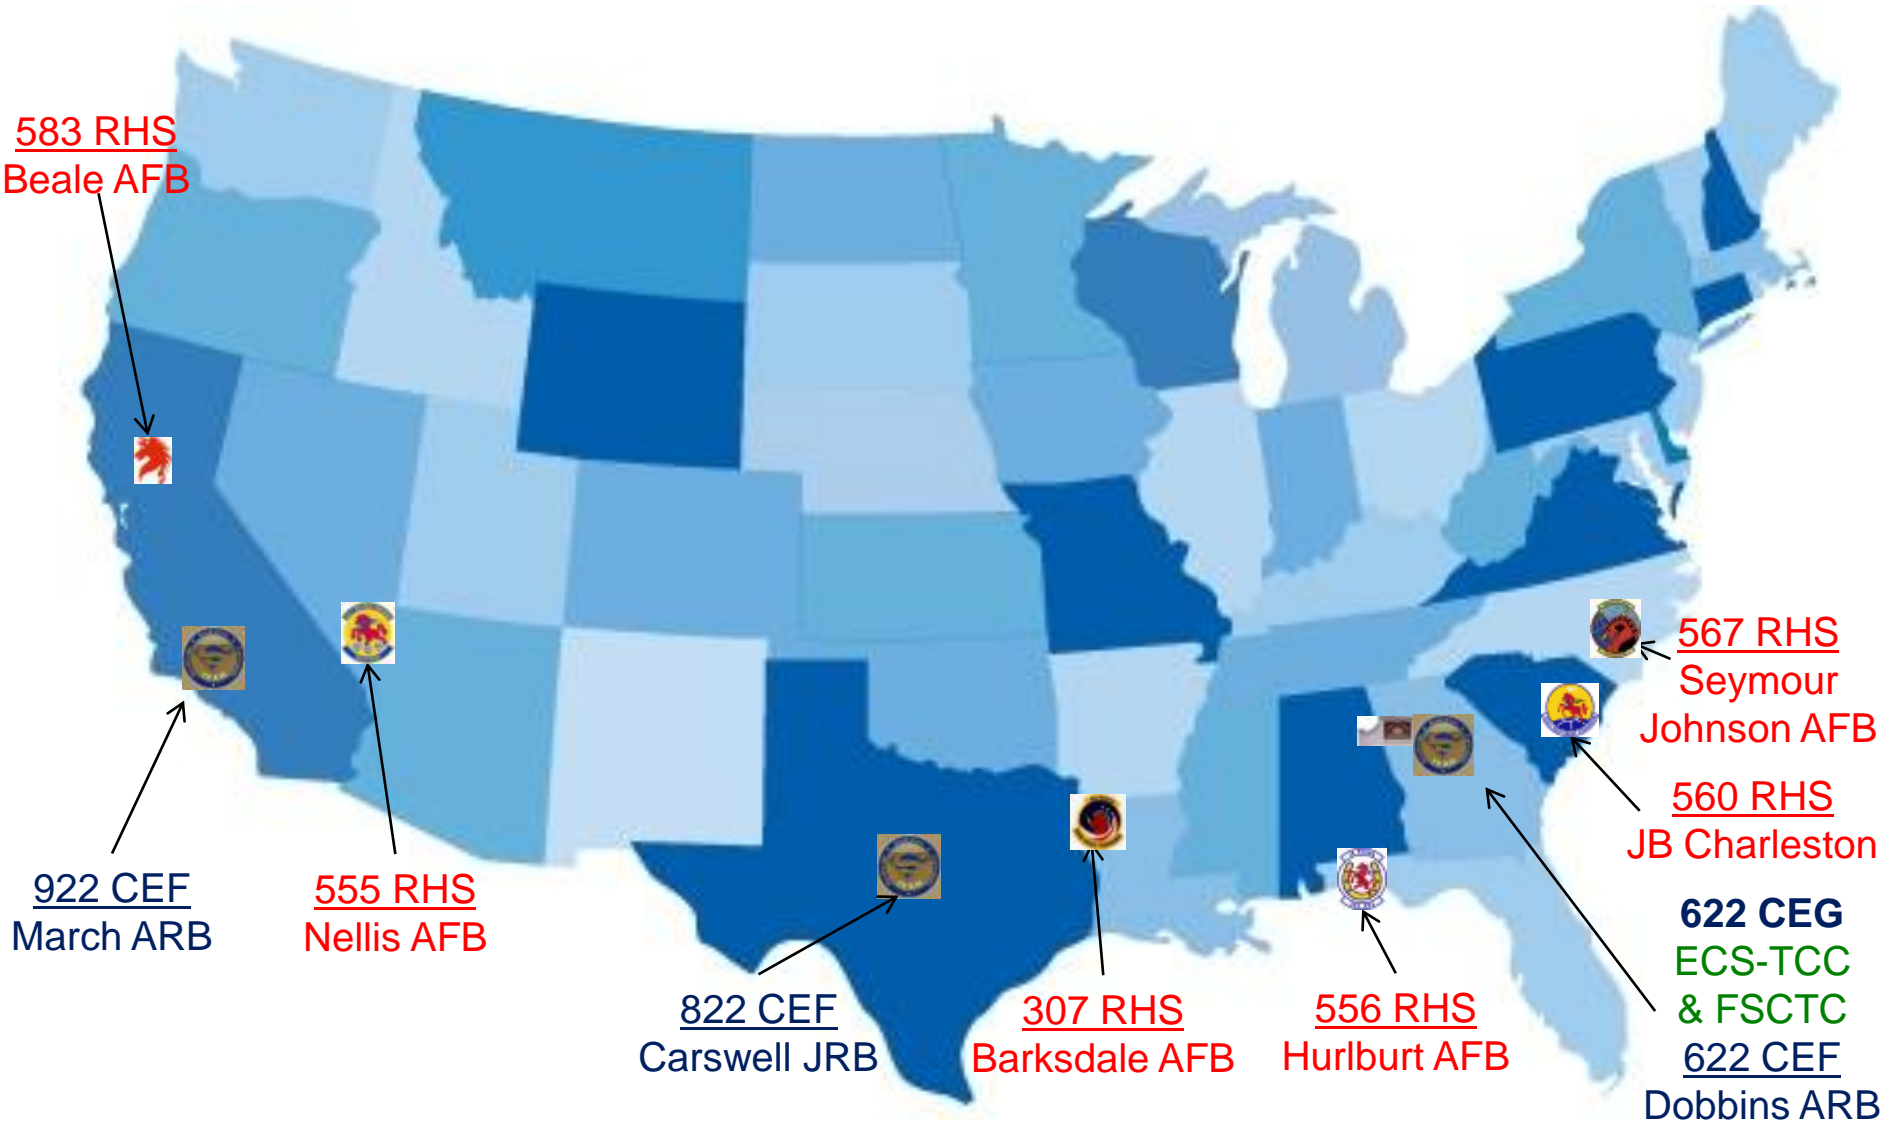 583 RHS
Beale AFB
922 CEF
March ARB
555 RHS
Nellis AFB
822 CEF
Carswell JRB
307 RHS
Barksdale AFB
556 RHS
Hurlburt AFB
567 RHS
Seymour
Johnson AFB
560 RHS
JB Charleston
622 CEG
ECS-TCC
& FSCTC
622 CEF
Dobbins ARB